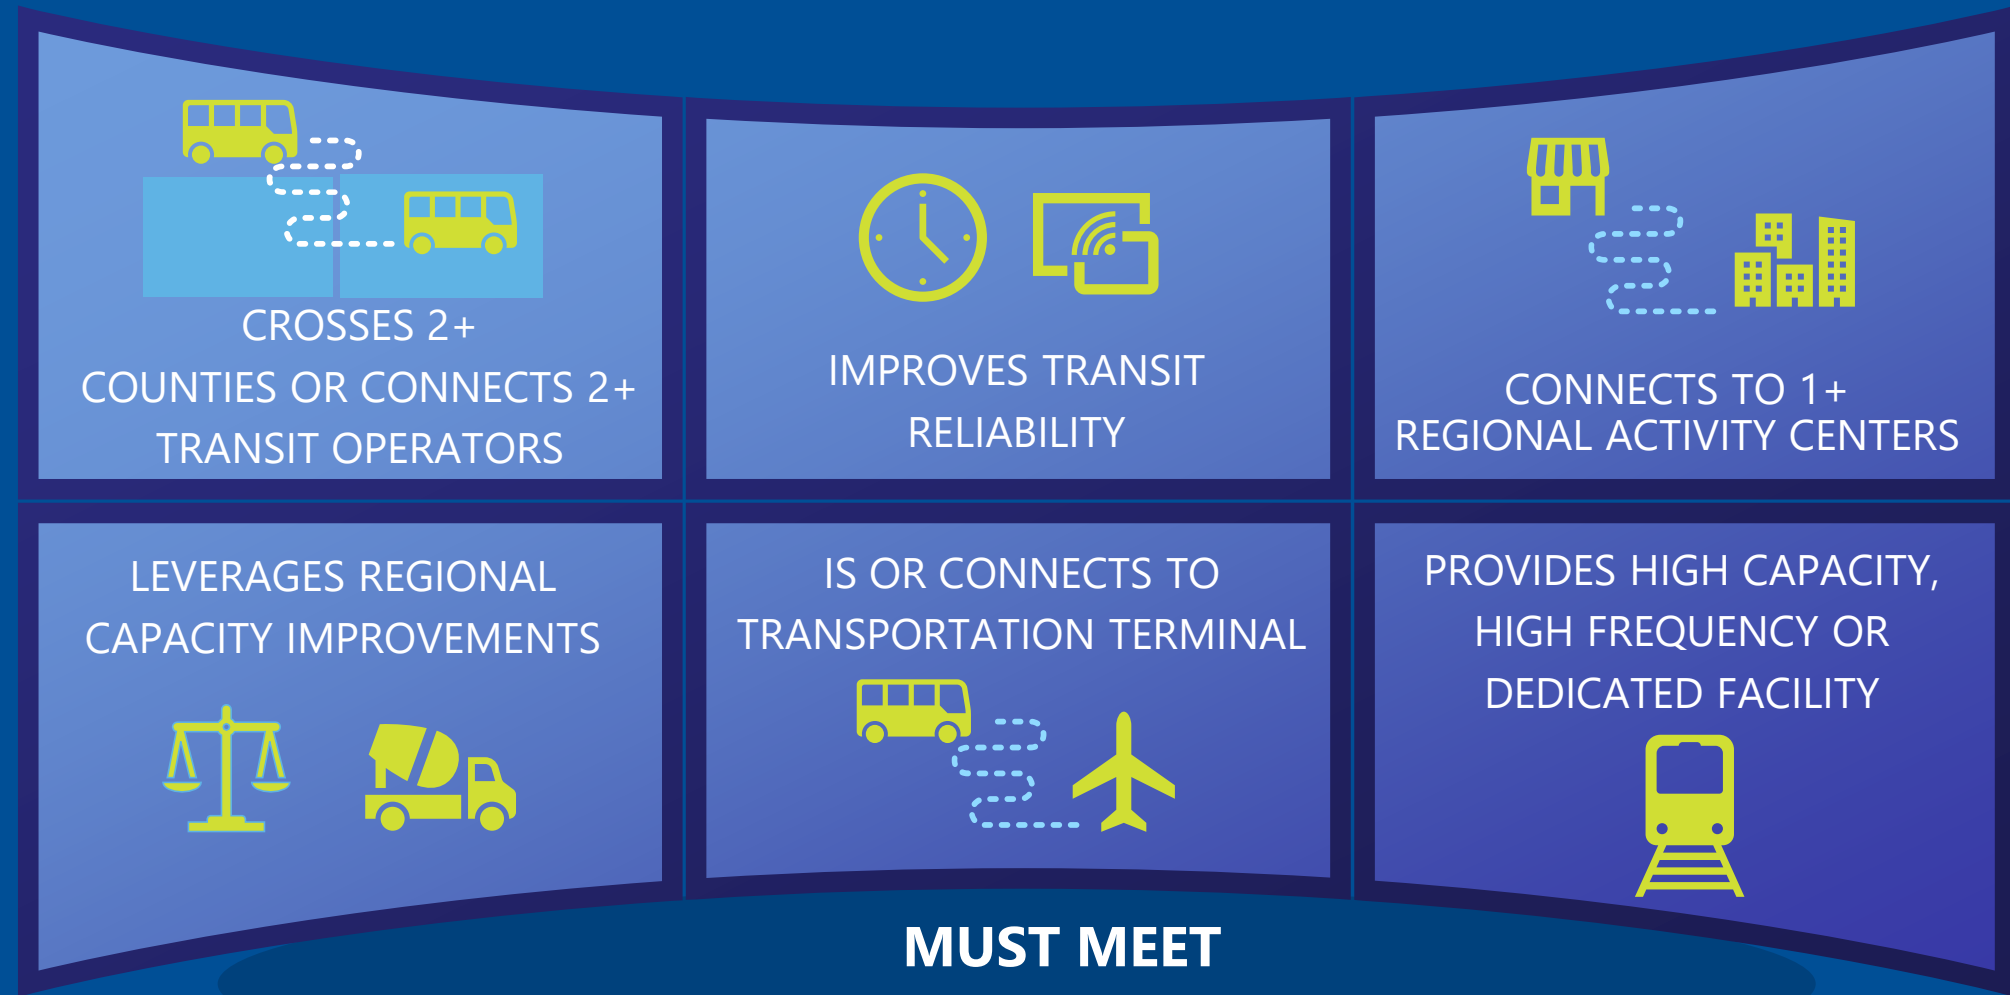 CROSSES 2+
COUNTIES OR CONNECTS 2+
TRANSIT OPERATORS
IMPROVES TRANSIT
RELIABILITY
CONNECTS TO 1+
REGIONAL ACTIVITY CENTERS
LEVERAGES REGIONAL
CAPACITY IMPROVEMENTS
IS OR CONNECTS TO
TRANSPORTATION TERMINAL
PROVIDES HIGH CAPACITY,
HIGH FREQUENCY OR
DEDICATED FACILITY
MUST MEET